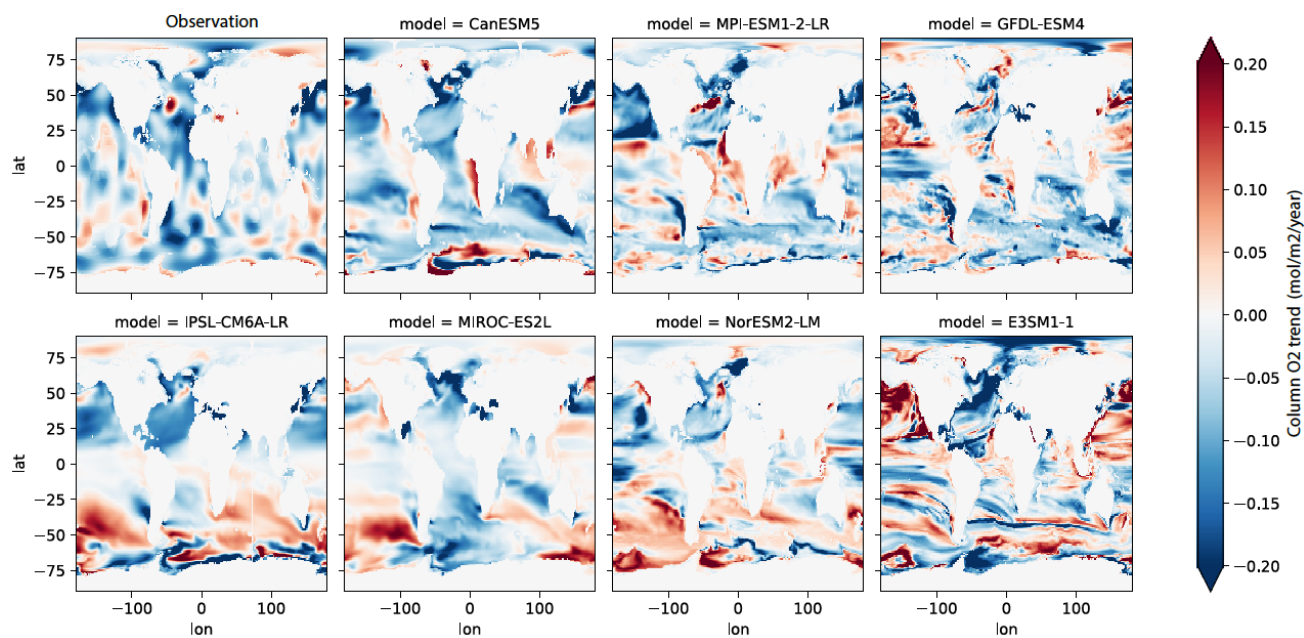 Observation
model = CanESM5
model = MPI-ESM1-2-LR
model = GFDL-ESM4
75
50
25
0
−25
−50
−75
lat
model = IPSL-CM6A-LR
model = MIROC-ES2L
model = NorESM2-LM
model = E3SM1-1
75
50
25
0
−25
−50
−75
lat
−100 0 100
−100 0 100
−100 0 100
−100 0 100
lon
lon
lon
lon
0.20
0.15
0.10
0.05
0.00
−0.05
−0.10
−0.15
−0.20
Column O2 trend (mol/m2/year)